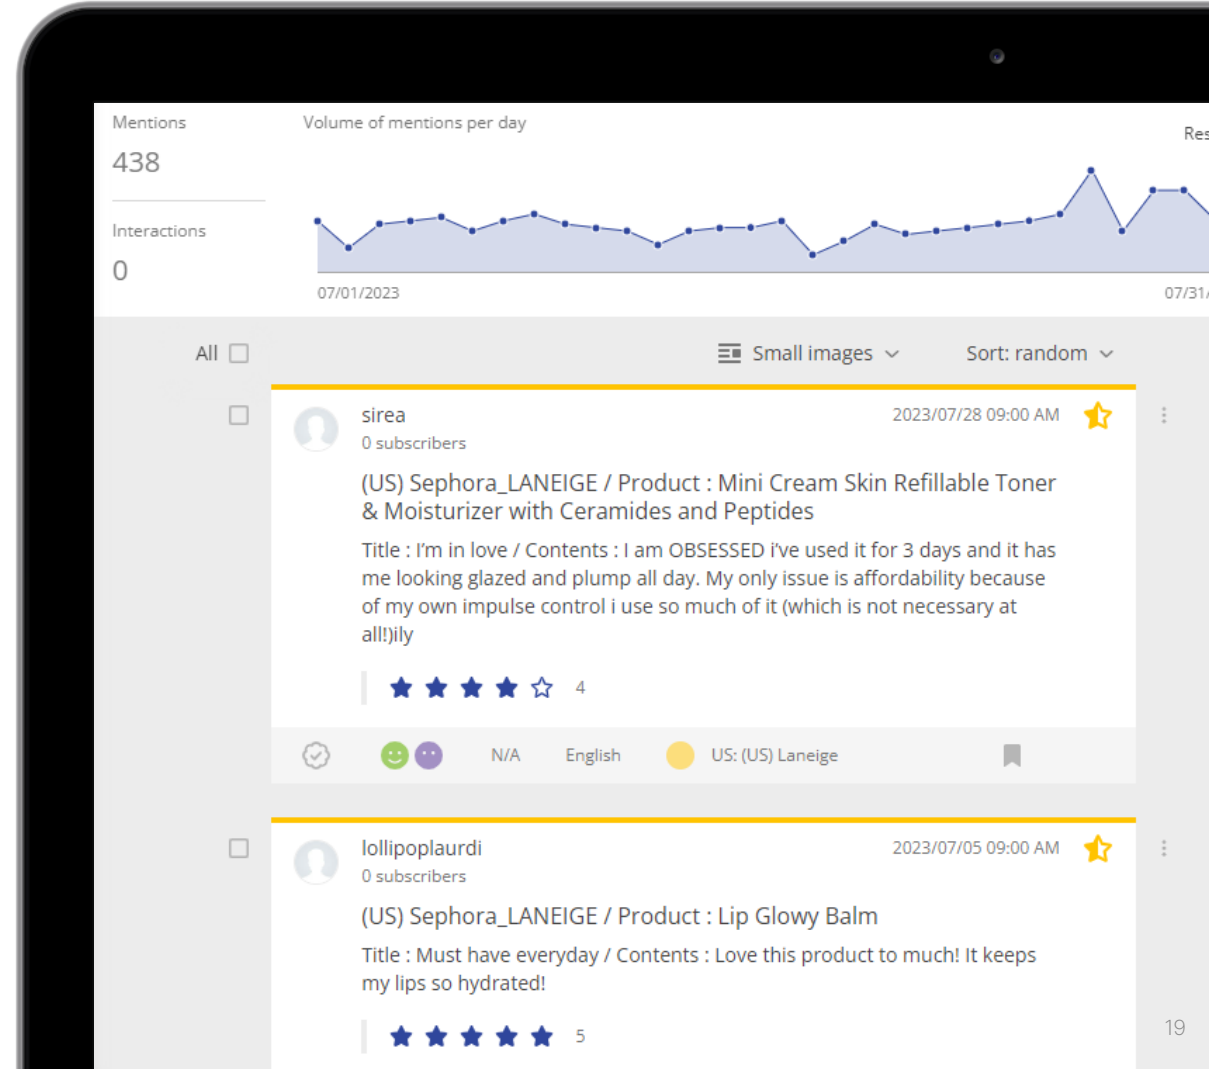 Mentions
Volume of mentions per day
Res
438
Interactions
0
07/01/2023
07/31/
All
Small images
Sort: random
sirea
2023/07/28 09:00 AM
0 subscribers
(US) Sephora_LANEIGE / Product : Mini Cream Skin Refillable Toner
& Moisturizer with Ceramides and Peptides
Title : I'm in love / Contents : I am OBSESSED i've used it for 3 days and it has
me looking glazed and plump all day. My only issue is affordability because
of my own impulse control i use so much of it (which is not necessary at
all!)ily
4
N/A
English
US: (US) Laneige
lollipoplaurdi
2023/07/05 09:00 AM
0 subscribers
(US) Sephora_LANEIGE / Product : Lip Glowy Balm
Title : Must have everyday / Contents : Love this product to much! It keeps
my lips so hydrated!
5
19